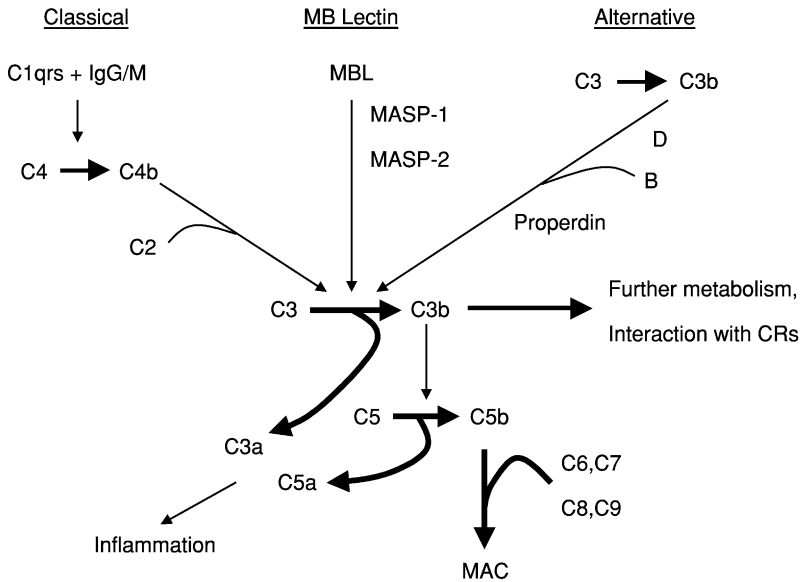 Classical
MB Lectin
Alternative
C1qrs + IgG/M
MBL
C3
C3b
MASP-1
D
MASP-2
C4
C4b
B
C2
Properdin
C3
C3b
Further metabolism,
Interaction with CRs
C3a
C5
C5b
C5a
C6,C7
C8,C9
Inflammation
MAC